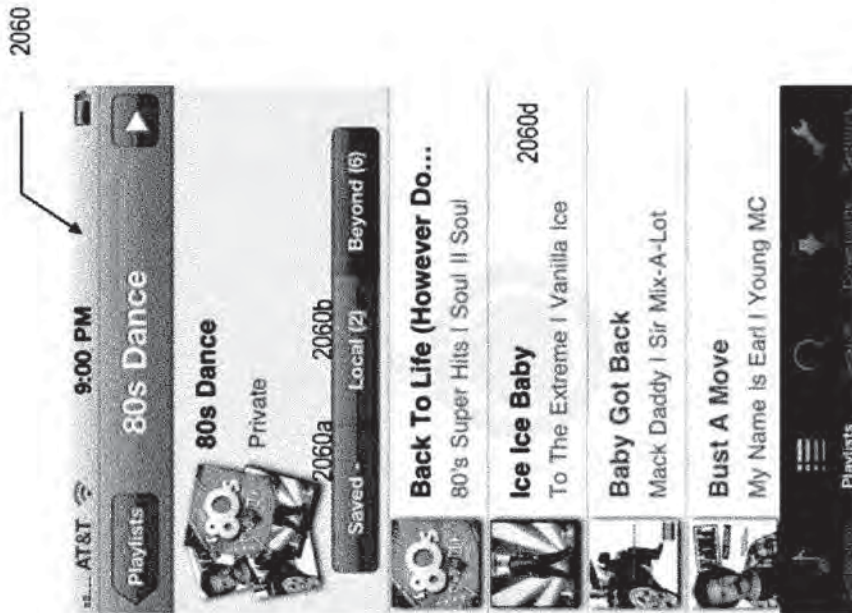 2060
AT&T 9:00 PM
Playlists 80s Dance
80s Dance
Private
2060a 2060b
Saved - Local (2) Beyond (6)
Back To Life (However Do...
80's Super Hits I Soul II Soul
Ice Ice Baby 2060d
To The Extreme I Vanilla Ice
Baby Got Back
Mack Daddy I Sir Mix-A-Lot
Bust A Move
My Name Is Earl I Young MC
Playlists